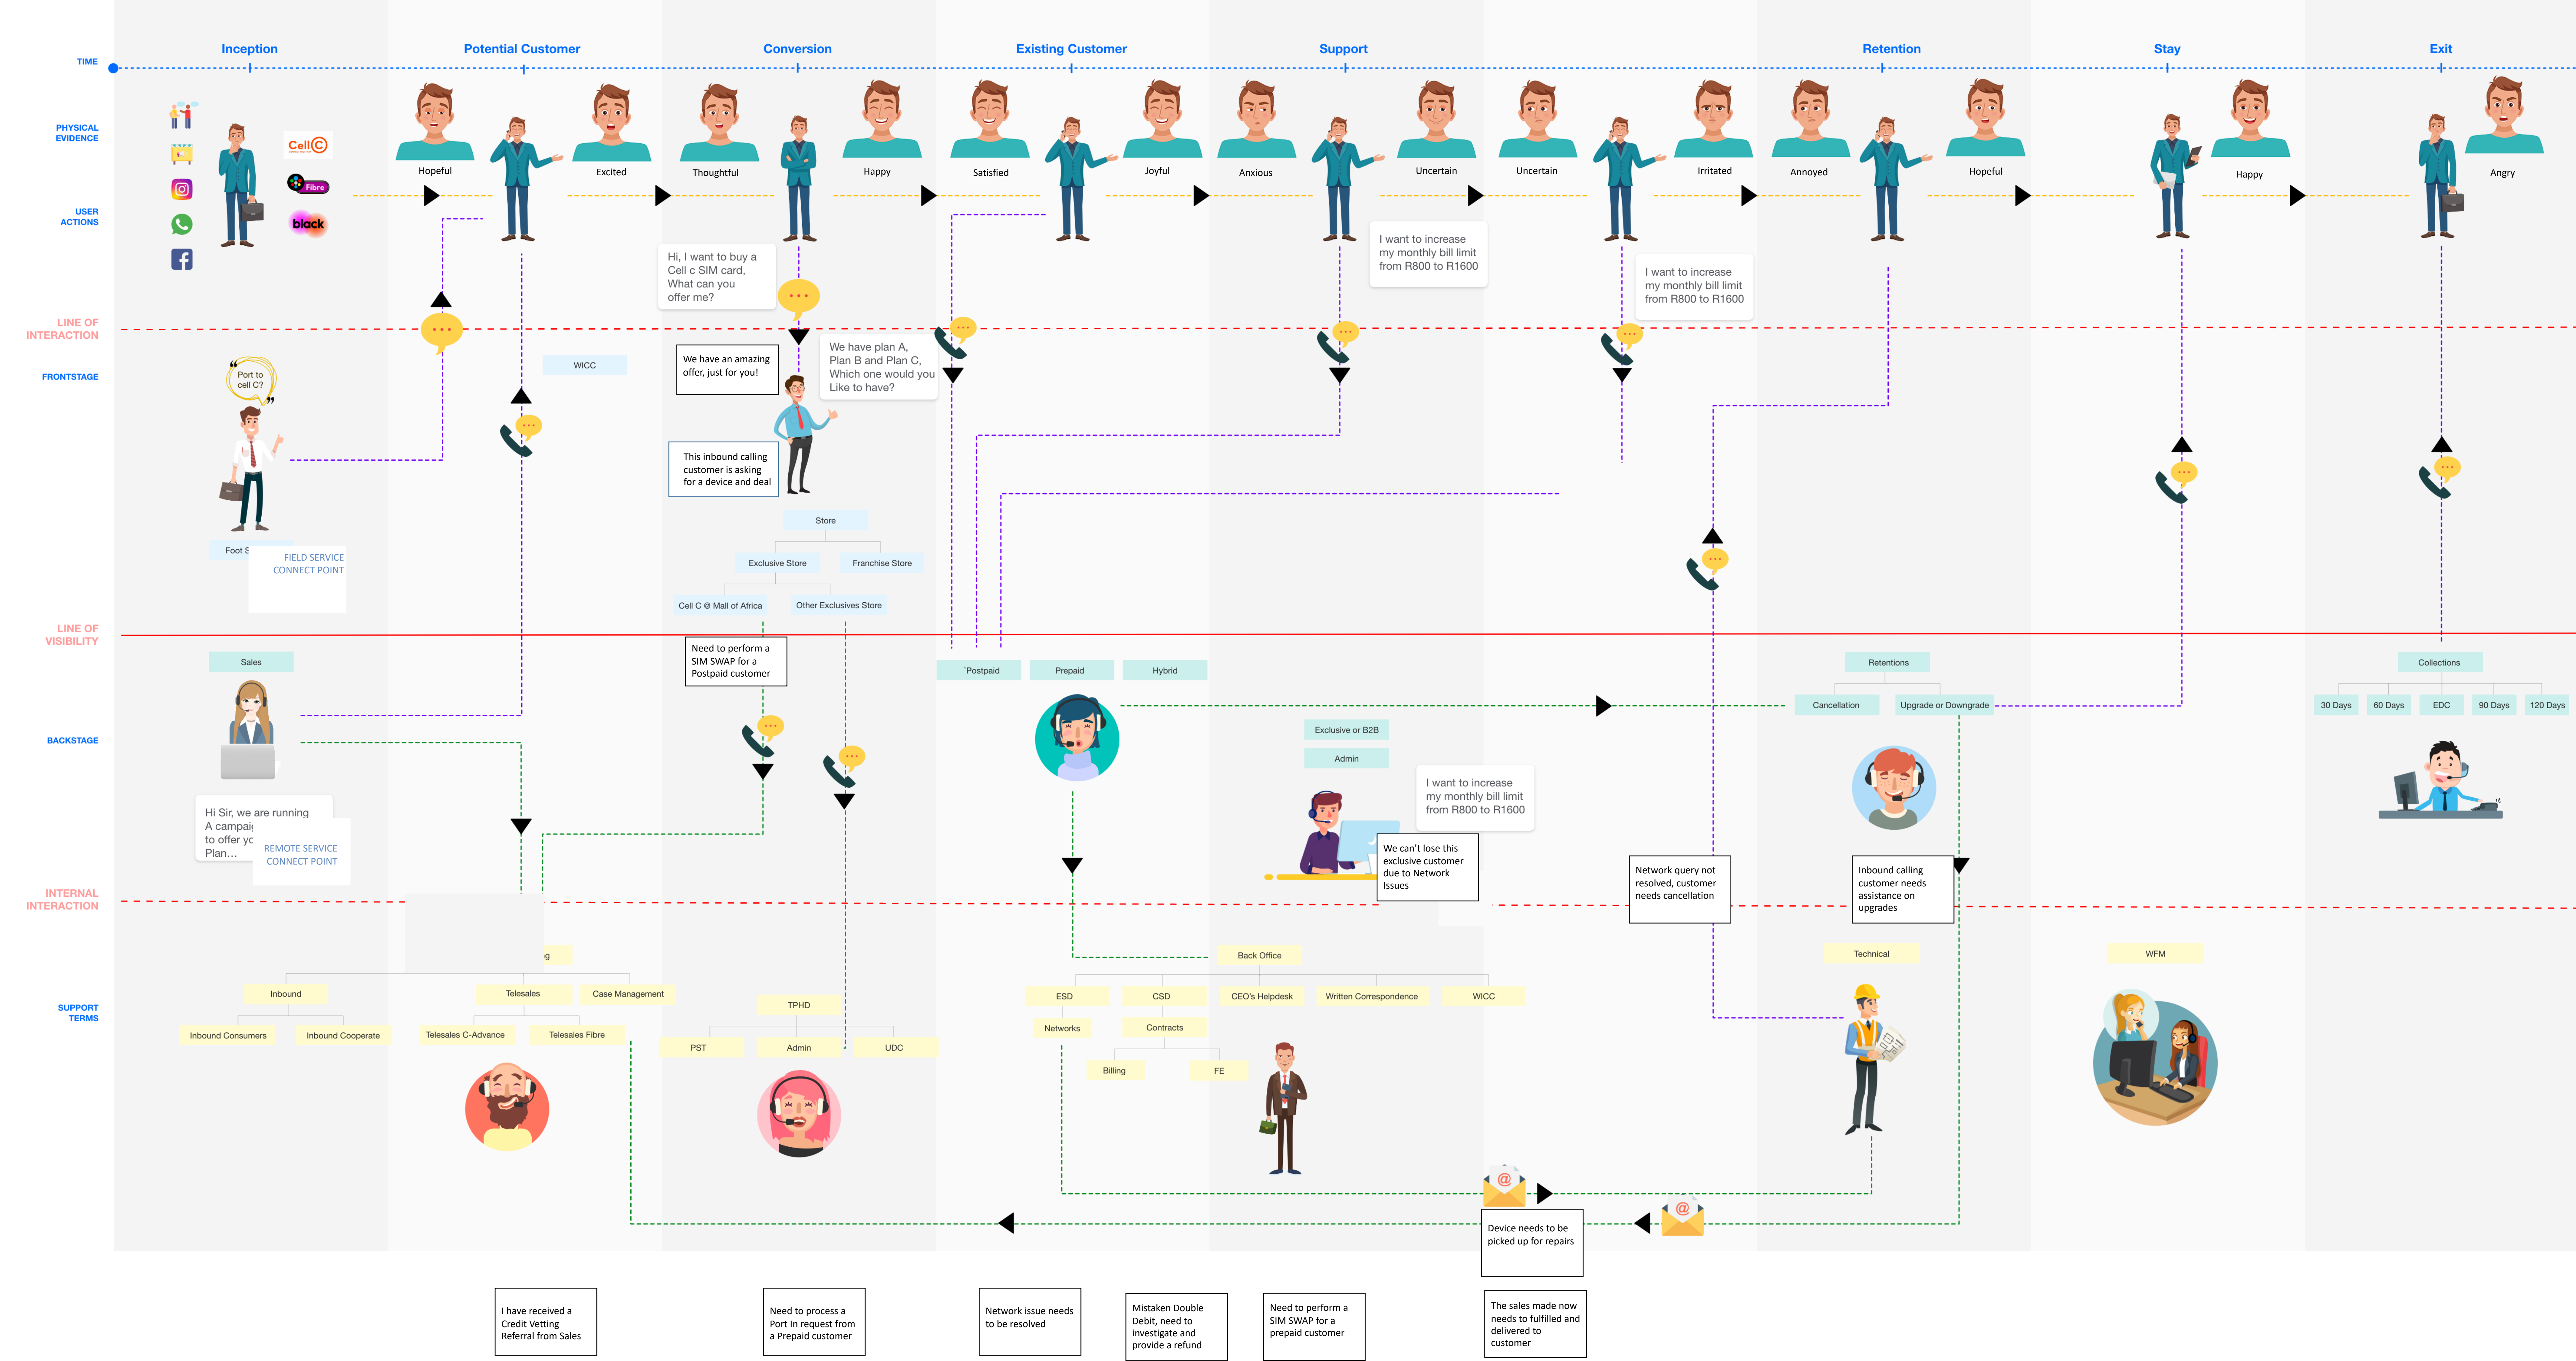 Inception
Potential Customer
Conversion
Existing Customer
Support
Retention
Stay
Exit
TIME
PHYSICAL
EVIDENCE
Cell C
Fibre
black
Hopeful
Excited
Thoughtful
Happy
Satisfied
Joyful
Anxious
Uncertain
Uncertain
Irritated
Annoyed
Hopeful
Happy
Angry
USER
ACTIONS
Hi, I want to buy a
Cell c SIM card,
What can you
offer me?
I want to increase
my monthly bill limit
from R800 to R1600
I want to increase
my monthly bill limit
from R800 to R1600
LINE OF
INTERACTION
FRONTSTAGE
Port to
cell C?
WICC
We have an amazing
offer, just for you!
We have plan A,
Plan B and Plan C,
Which one would you
Like to have?
This inbound calling
customer is asking
for a device and deal
Store
Exclusive Store
Franchise Store
Cell C @ Mall of Africa
Other Exclusives Store
Foot S
FIELD SERVICE
CONNECT POINT
LINE OF
VISIBILITY
Sales
Need to perform a
SIM SWAP for a
Postpaid customer
`Postpaid
Prepaid
Hybrid
Retentions
Cancellation
Upgrade or Downgrade
Collections
30 Days
60 Days
EDC
90 Days
120 Days
BACKSTAGE
Exclusive or B2B
Admin
I want to increase
my monthly bill limit
from R800 to R1600
Hi Sir, we are running
A campaig
to offer yo
Plan...
REMOTE SERVICE
CONNECT POINT
We can't lose this
exclusive customer
due to Network
Issues
Network query not
resolved, customer
needs cancellation
Inbound calling
customer needs
assistance on
upgrades
INTERNAL
INTERACTION
SUPPORT
TERMS
ng
Inbound
Telesales
Case Management
Inbound Consumers
Inbound Cooperate
Telesales C-Advance
Telesales Fibre
TPHD
PST
Admin
UDC
Back Office
ESD
CSD
CEO's Helpdesk
Written Correspondence
WICC
Networks
Contracts
Billing
FE
Technical
WFM
Device needs to be
picked up for repairs
I have received a
Credit Vetting
Referral from Sales
Need to process a
Port In request from
a Prepaid customer
Network issue needs
to be resolved
Mistaken Double
Debit, need to
investigate and
provide a refund
Need to perform a
SIM SWAP for a
prepaid customer
The sales made now
needs to fulfilled and
delivered to
customer